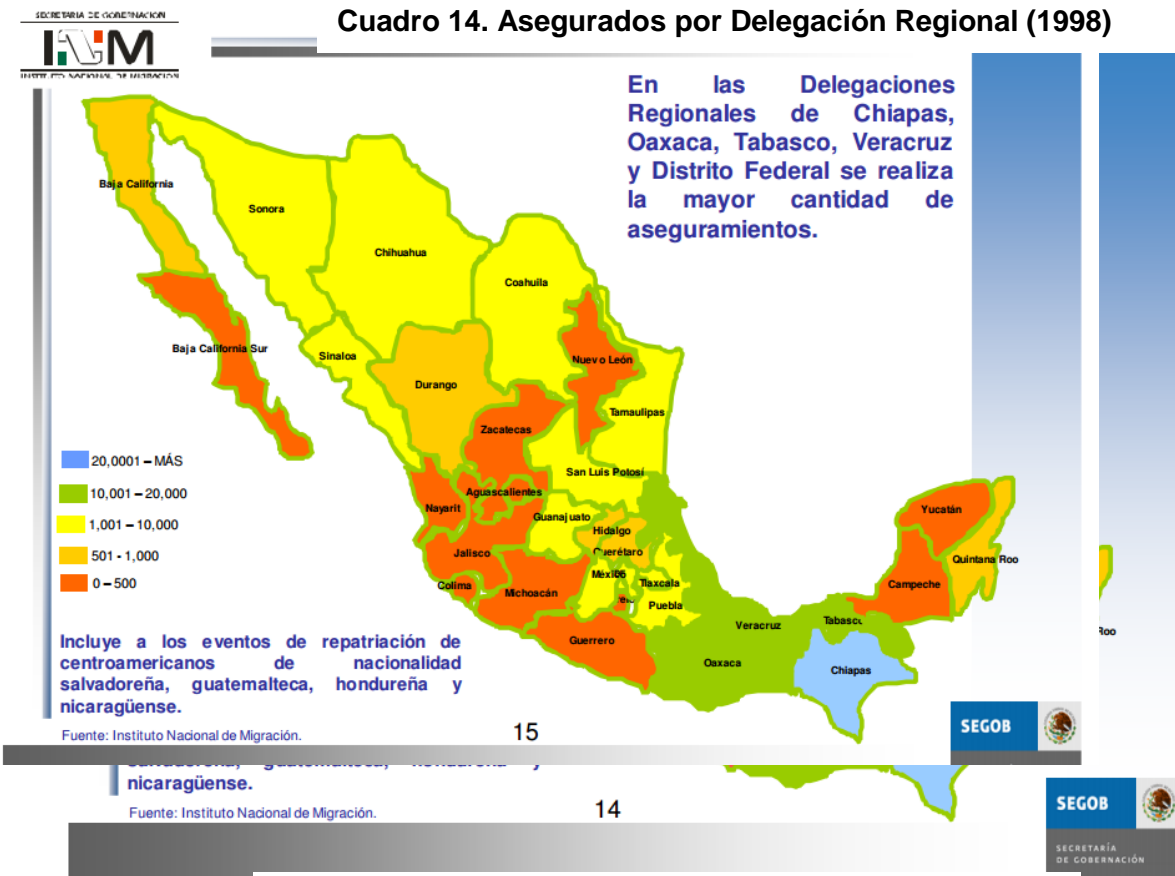 SECRETARIA DE GOBERNACION
Cuadro 14. Asegurados por Delegación Regional (1998)
INM
INSTITUTO NACIONAL DE MIGRACION
En las Delegaciones
Regionales de Chiapas,
Oaxaca, Tabasco, Veracruz
y Distrito Federal se realiza
la mayor cantidad de
aseguramientos.
Baja California
Sonora
Chihuahua
Coahuila
Baja California Sur
Sinaloa
Nuevo León
Durango
Tamaulipas
Zacatecas
San Luis Potosí
Aguascalientes
Nayarit
Guanajuato
Hidalgo
Yucatán
Jalisco
Querétaro
Quintana Roo
México
Tlaxcala
Colima
Michoacán
Puebla
Campeche
Veracruz
Tabasco
Roo
Guerrero
Oaxaca
Chiapas
20,0001 – MÁS
10,001 – 20,000
1,001 – 10,000
501 - 1,000
0 – 500
Incluye a los eventos de repatriación de
centroamericanos de nacionalidad
salvadoreña, guatemalteca, hondureña y
nicaragüense.
Fuente: Instituto Nacional de Migración.
15
SEGOB
nicaragüense.
Fuente: Instituto Nacional de Migración.
14
SEGOB
SECRETARÍA
DE GOBERNACIÓN